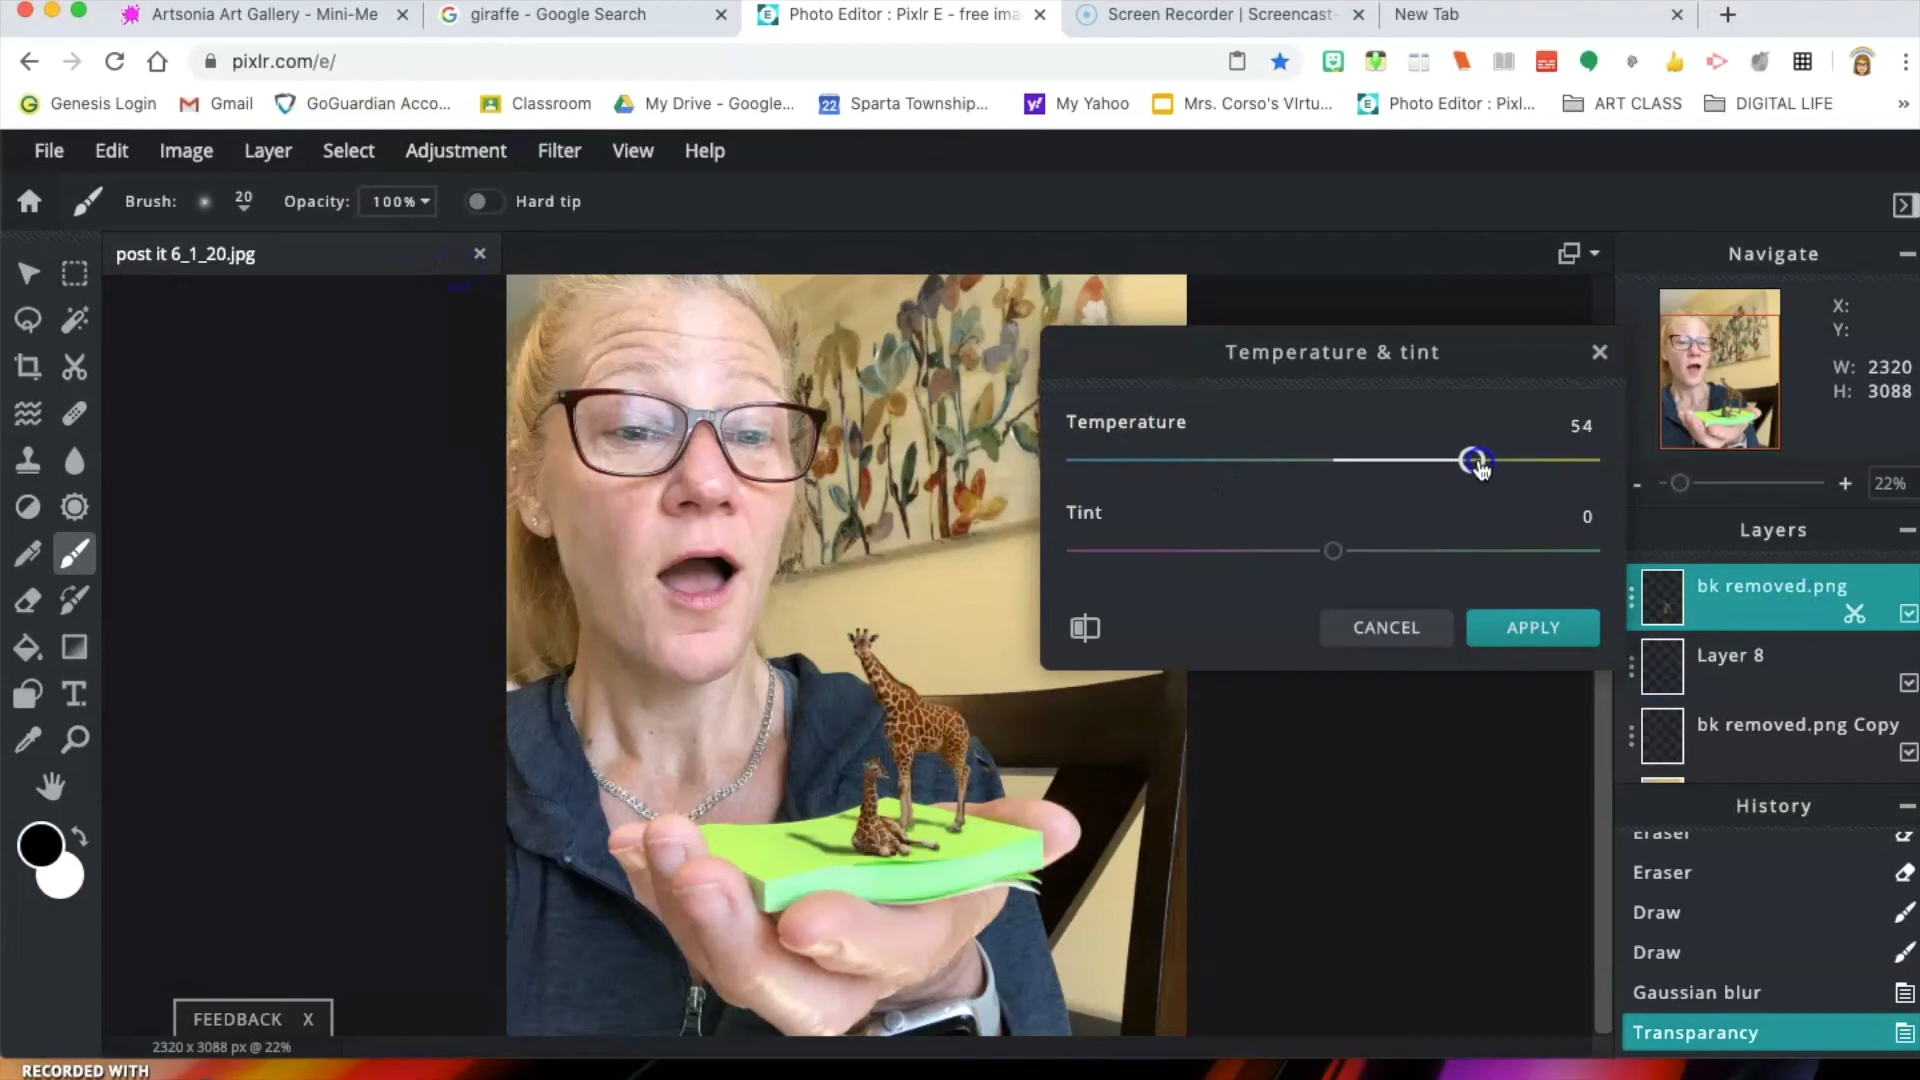 Artsonia Art Gallery - Mini-Me
giraffe - Google Search
Photo Editor : Pixlr E - free ima
Screen Recorder | Screencast-
New Tab
pixlr.com/e/
Genesis Login
Gmail
GoGuardian Acco...
Classroom
My Drive - Google...
22
Sparta Township...
My Yahoo
Mrs. Corso's VIrtu...
Photo Editor : Pixl...
ART CLASS
DIGITAL LIFE
»
File Edit Image Layer Select Adjustment Filter View Help
Brush: 20 Opacity: 100% Hard tip
post it 6_1_20.jpg
Navigate
X:
Y:
W: 2320
H: 3088
- + 22%
Temperature & tint
Temperature 54
Tint 0
CANCEL APPLY
Layers
bk removed.png
Layer 8
bk removed.png Copy
History
Eraser
Eraser
Draw
Draw
Gaussian blur
Transparancy
FEEDBACK X
2320 x 3088 px @ 22%
RECORDED WITH